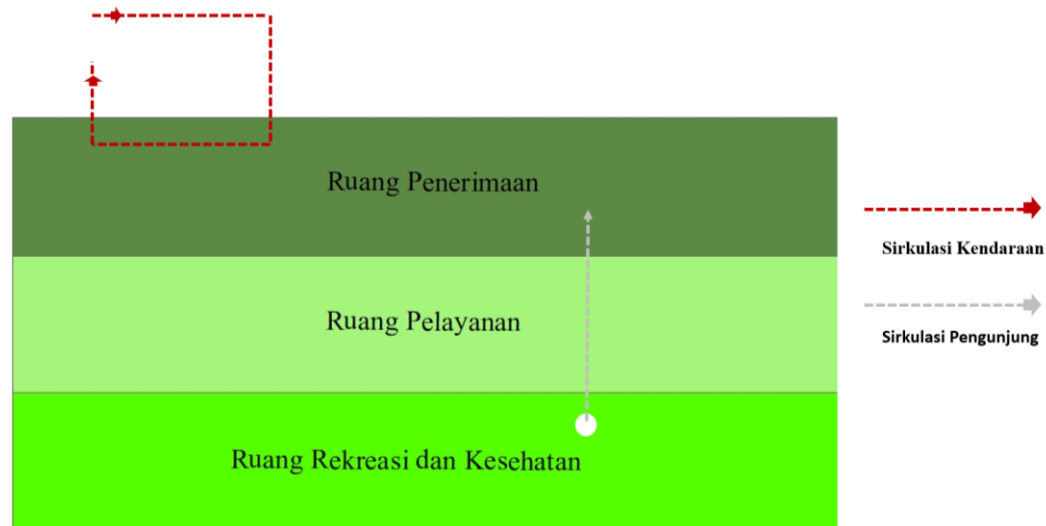 Ruang Penerimaan
Sirkulasi Kendaraan
Ruang Pelayanan
Sirkulasi Pengunjung
Ruang Rekreasi dan Kesehatan